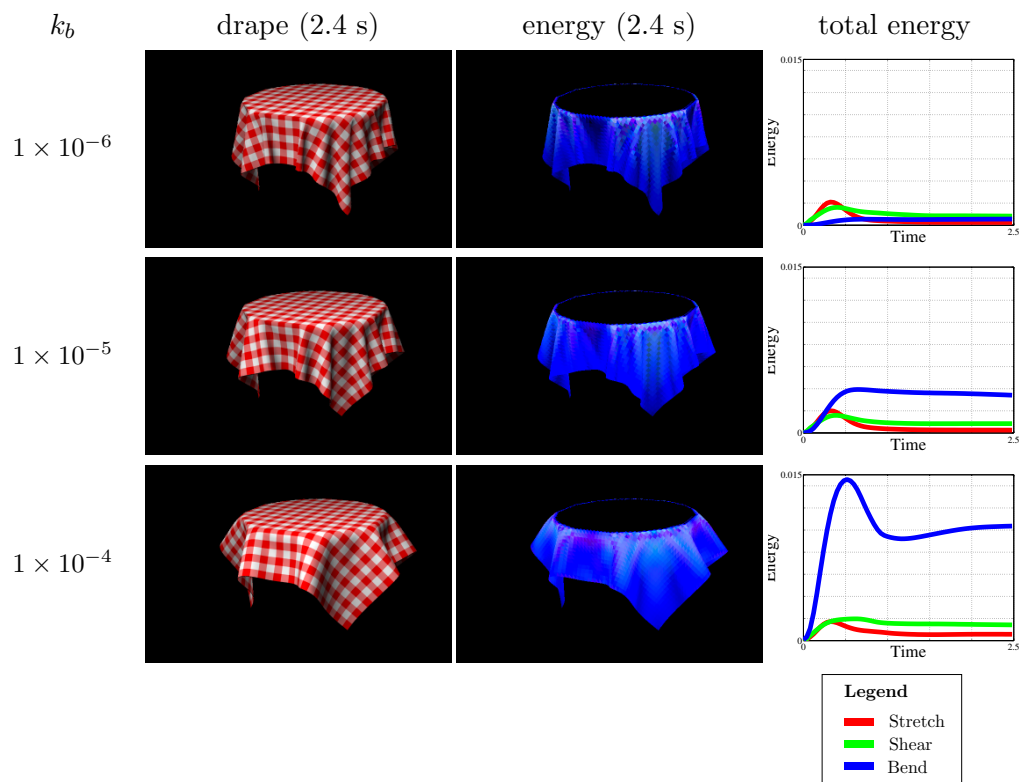 k_b drape (2.4 s) energy (2.4 s) total energy
1 × 10^{-6}
0.015
Energy
0
0
Time
2.5
1 × 10^{-5}
0.015
Energy
0
0
Time
2.5
1 × 10^{-4}
0.015
Energy
0
0
Time
2.5
Legend
Stretch
Shear
Bend